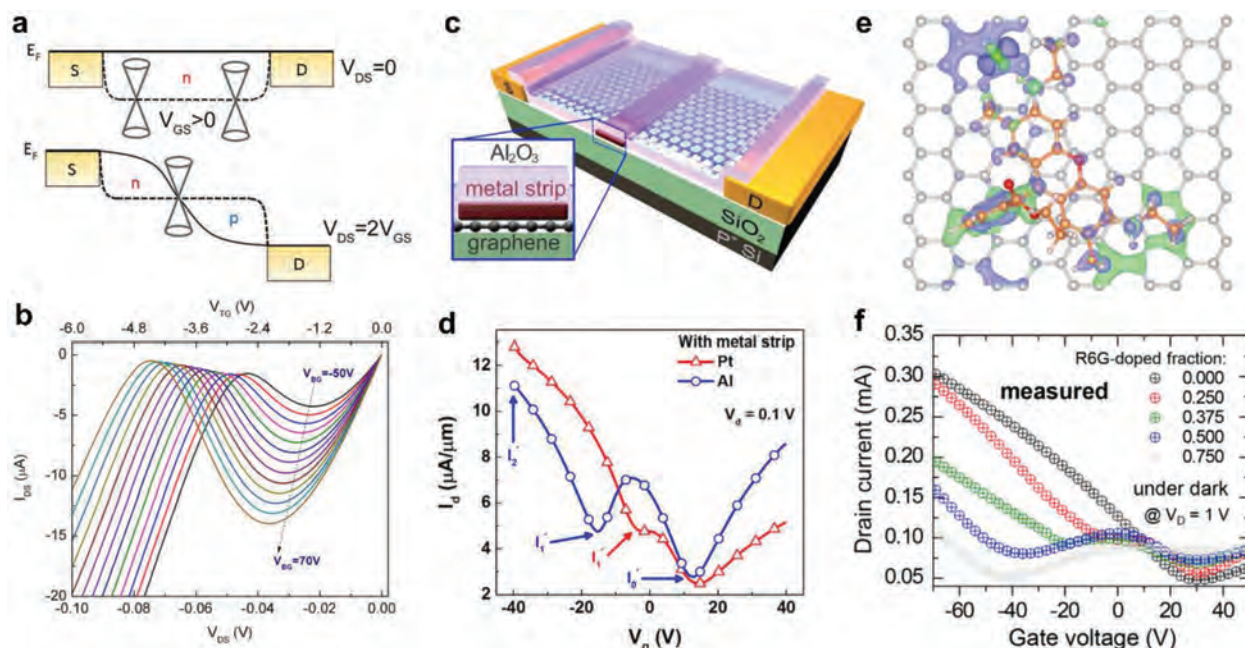 a
E_F
S
n
D
V_DS=0
V_GS>0
E_F
S
n
p
D
V_DS=2V_GS
b
V_TG (V)
-6.0 -4.8 -3.6 -2.4 -1.2 0.0
0
-5
-10
-15
-20
I_DS (μA)
V_BG=-50V
V_BG=70V
-0.10 -0.08 -0.06 -0.04 -0.02 0.00
V_DS (V)
c
S
Al₂O₃
metal strip
graphene
D
SiO₂
Si
d
With metal strip
Pt
Al
V_d = 0.1 V
12
10
8
6
4
2
I_d (μA/μm)
I_2
I_1
I_1
I_0
-40 -20 0 20 40
V_g (V)
e
f
0.35
0.30
0.25
0.20
0.15
0.10
0.05
Drain current (mA)
R6G-doped fraction:
measured
0.000
0.250
0.375
0.500
0.750
under dark
@ V_D = 1 V
-60 -40 -20 0 20 40
Gate voltage (V)